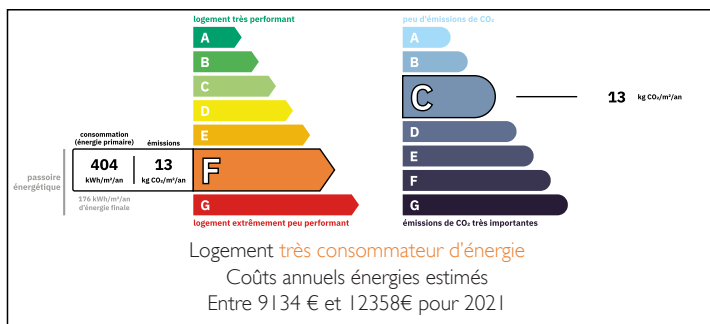 logement très performant
A
B
C
D
E
consommation
(énergie primaire)
émissions
404
kWh/m²/an
13
kg CO₂/m²/an
F
passoire
énergétique
176 kWh/m²/an
d'énergie finale
G
logement extrêmement peu performant
peu d'émissions de CO₂
A
B
C
13 kg CO₂/m²/an
D
E
F
G
émissions de CO₂ très importantes
Logement très consommateur d'énergie
Coûts annuels énergies estimés
Entre 9134 € et 12358€ pour 2021